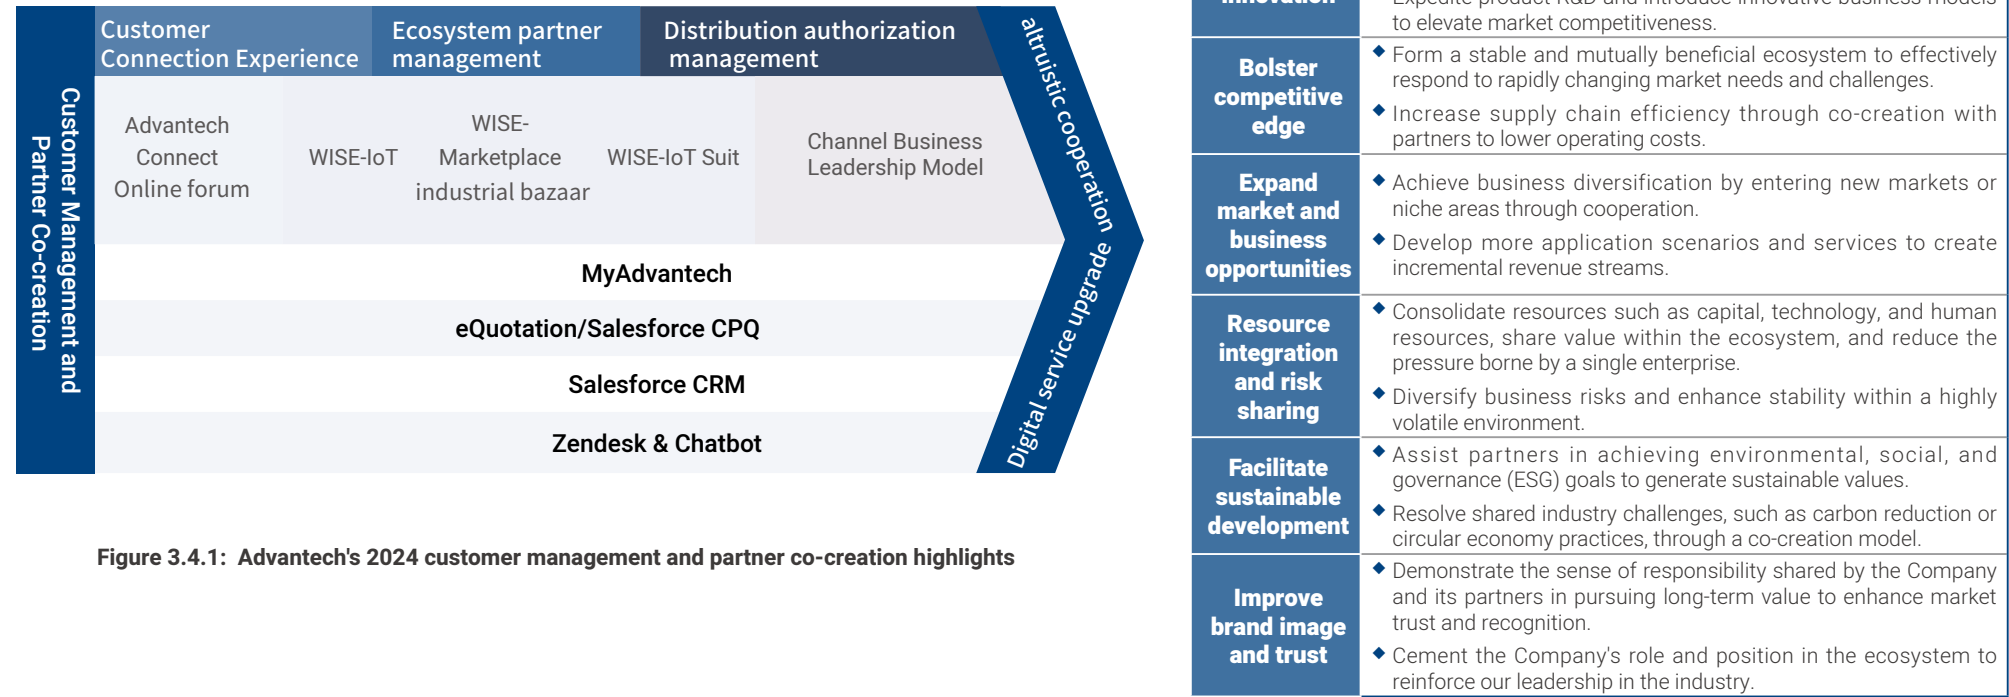 Customer Management and
Partner Co-creation
Customer
Connection Experience
Ecosystem partner
management
Distribution authorization
management
Advantech
Connect
Online forum
WISE-IoT
WISE-
Marketplace
industrial bazaar
WISE-IoT Suit
Channel Business
Leadership Model
MyAdvantech
eQuotation/Salesforce CPQ
Salesforce CRM
Zendesk & Chatbot
altruistic cooperation
Digital service upgrade
Figure 3.4.1: Advantech's 2024 customer management and partner co-creation highlights
innovation
Expedite product R&D and introduce innovative business models
to elevate market competitiveness.
Bolster
competitive
edge
◆ Form a stable and mutually beneficial ecosystem to effectively
respond to rapidly changing market needs and challenges.
◆ Increase supply chain efficiency through co-creation with
partners to lower operating costs.
Expand
market and
business
opportunities
◆ Achieve business diversification by entering new markets or
niche areas through cooperation.
◆ Develop more application scenarios and services to create
incremental revenue streams.
Resource
integration
and risk
sharing
◆ Consolidate resources such as capital, technology, and human
resources, share value within the ecosystem, and reduce the
pressure borne by a single enterprise.
◆ Diversify business risks and enhance stability within a highly
volatile environment.
Facilitate
sustainable
development
◆ Assist partners in achieving environmental, social, and
governance (ESG) goals to generate sustainable values.
◆ Resolve shared industry challenges, such as carbon reduction or
circular economy practices, through a co-creation model.
Improve
brand image
and trust
◆ Demonstrate the sense of responsibility shared by the Company
and its partners in pursuing long-term value to enhance market
trust and recognition.
◆ Cement the Company's role and position in the ecosystem to
reinforce our leadership in the industry.